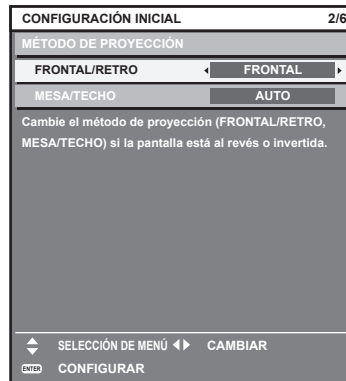 CONFIGURACIÓN INICIAL 2/6
MÉTODO DE PROYECCIÓN
FRONTAL/RETRO FRONTAL
MESA/TECHO AUTO
Cambie el método de proyección (FRONTAL/RETRO,
MESA/TECHO) si la pantalla está al revés o invertida.
SELECCIÓN DE MENÚ CAMBIAR
ENTER CONFIGURAR